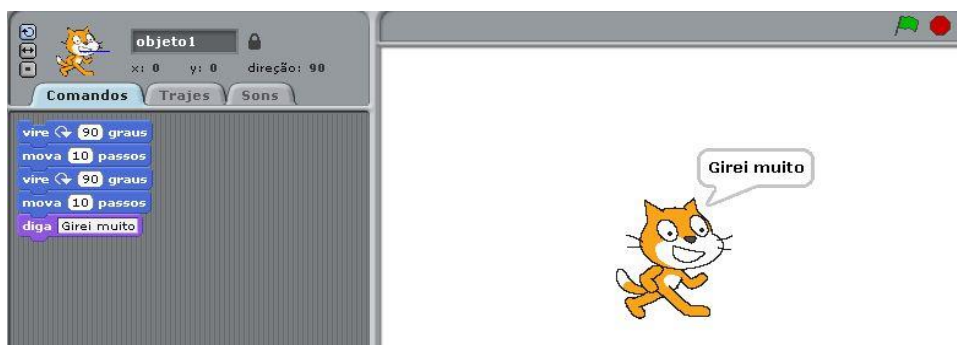 objeto1
x: 0 y: 0 direção: 90
Comandos Trajes Sons
vire 90 graus
mova 10 passos
vire 90 graus
mova 10 passos
diga Girei muito
Girei muito